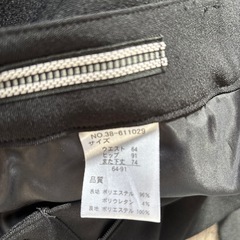 NO.38-611029
サイズ
ウエスト 64
ヒップ 91
また下丈 74
64-91
品質
表地 ポリエステル 96%
ポリウレタン 4%
裏地 ポリエステル 100%